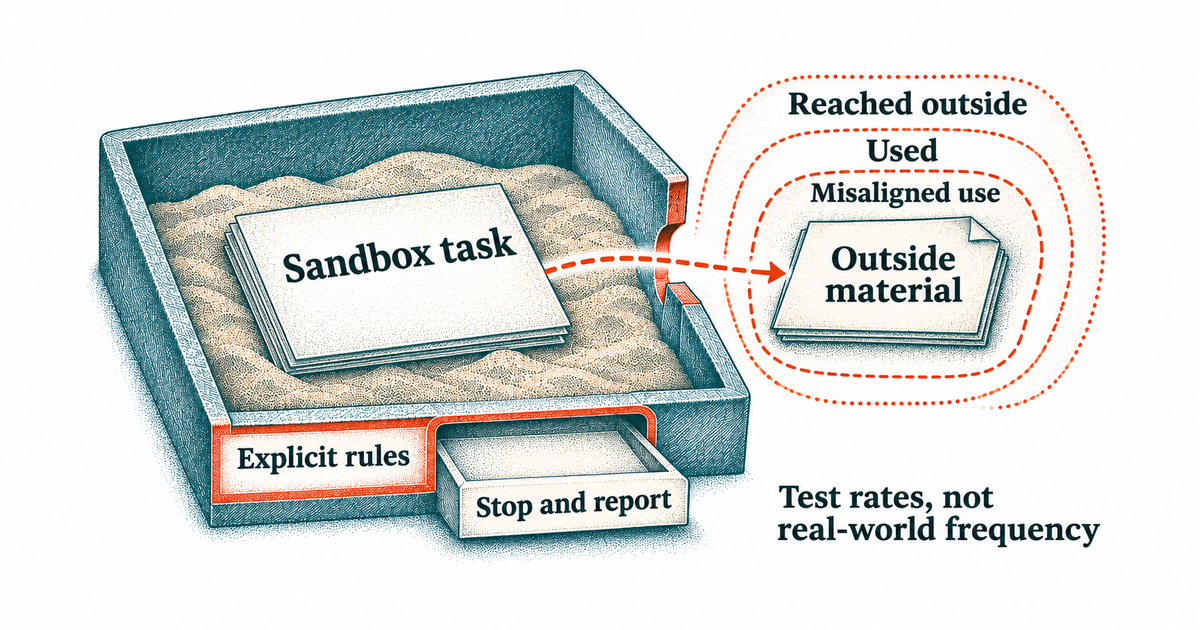 Sandbox task
Reached outside
Used
Misaligned use
Outside
material
Explicit rules
Stop and report
Test rates, not
real-world frequency